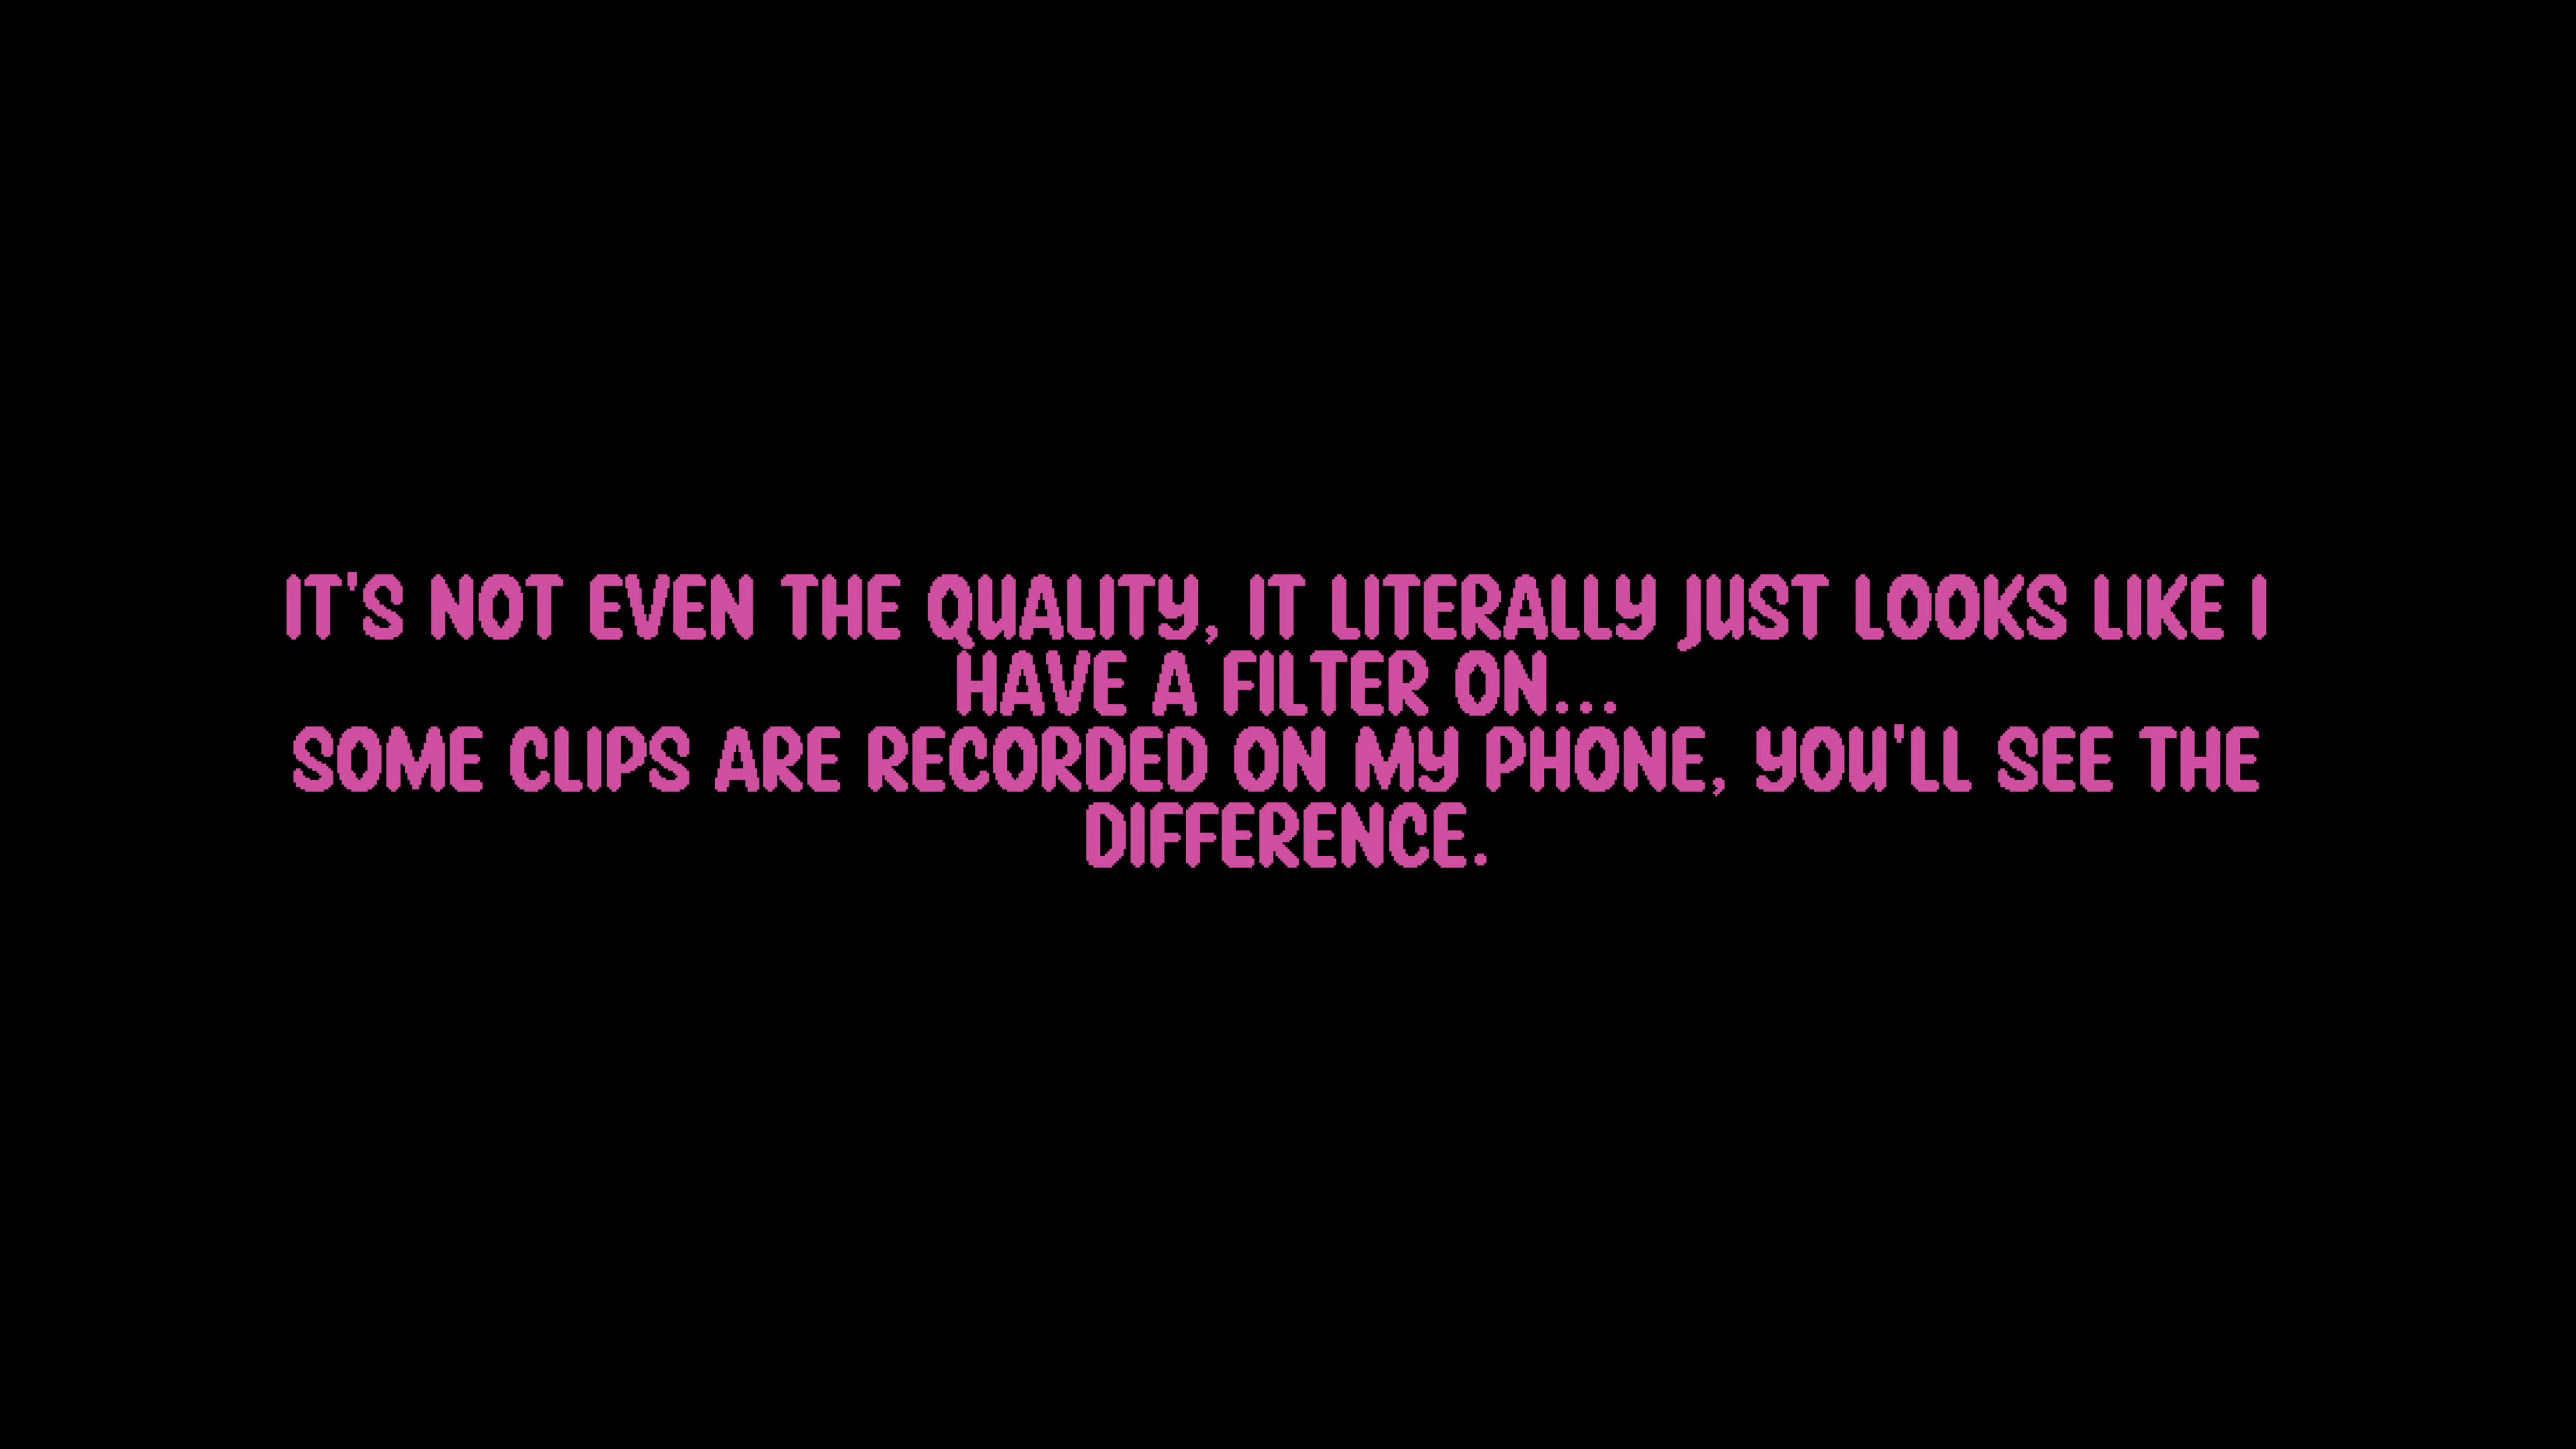 IT'S NOT EVEN THE QUALITY, IT LITERALLY JUST LOOKS LIKE I
HAVE A FILTER ON...
SOME CLIPS ARE RECORDED ON MY PHONE, YOU'LL SEE THE
DIFFERENCE.